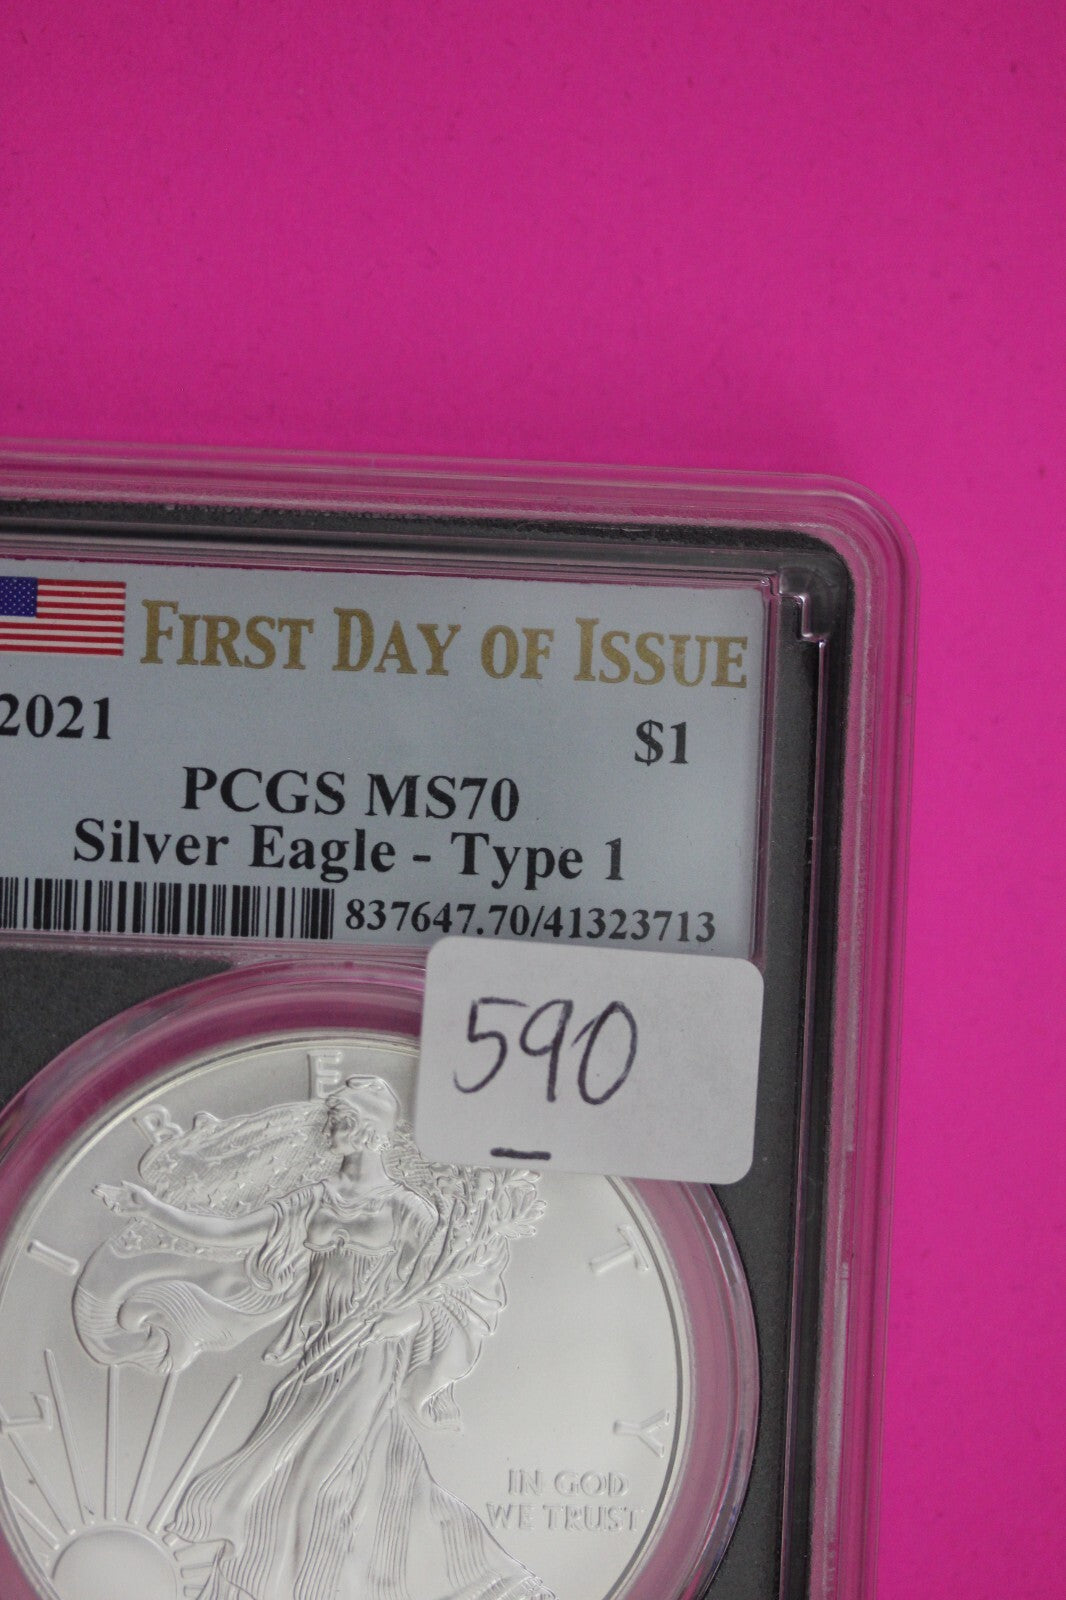 FIRST DAY OF ISSUE
2021 $1
PCGS MS70
Silver Eagle - Type 1
837647.70/41323713
590
L I B E T Y
IN GOD
WE TRUST